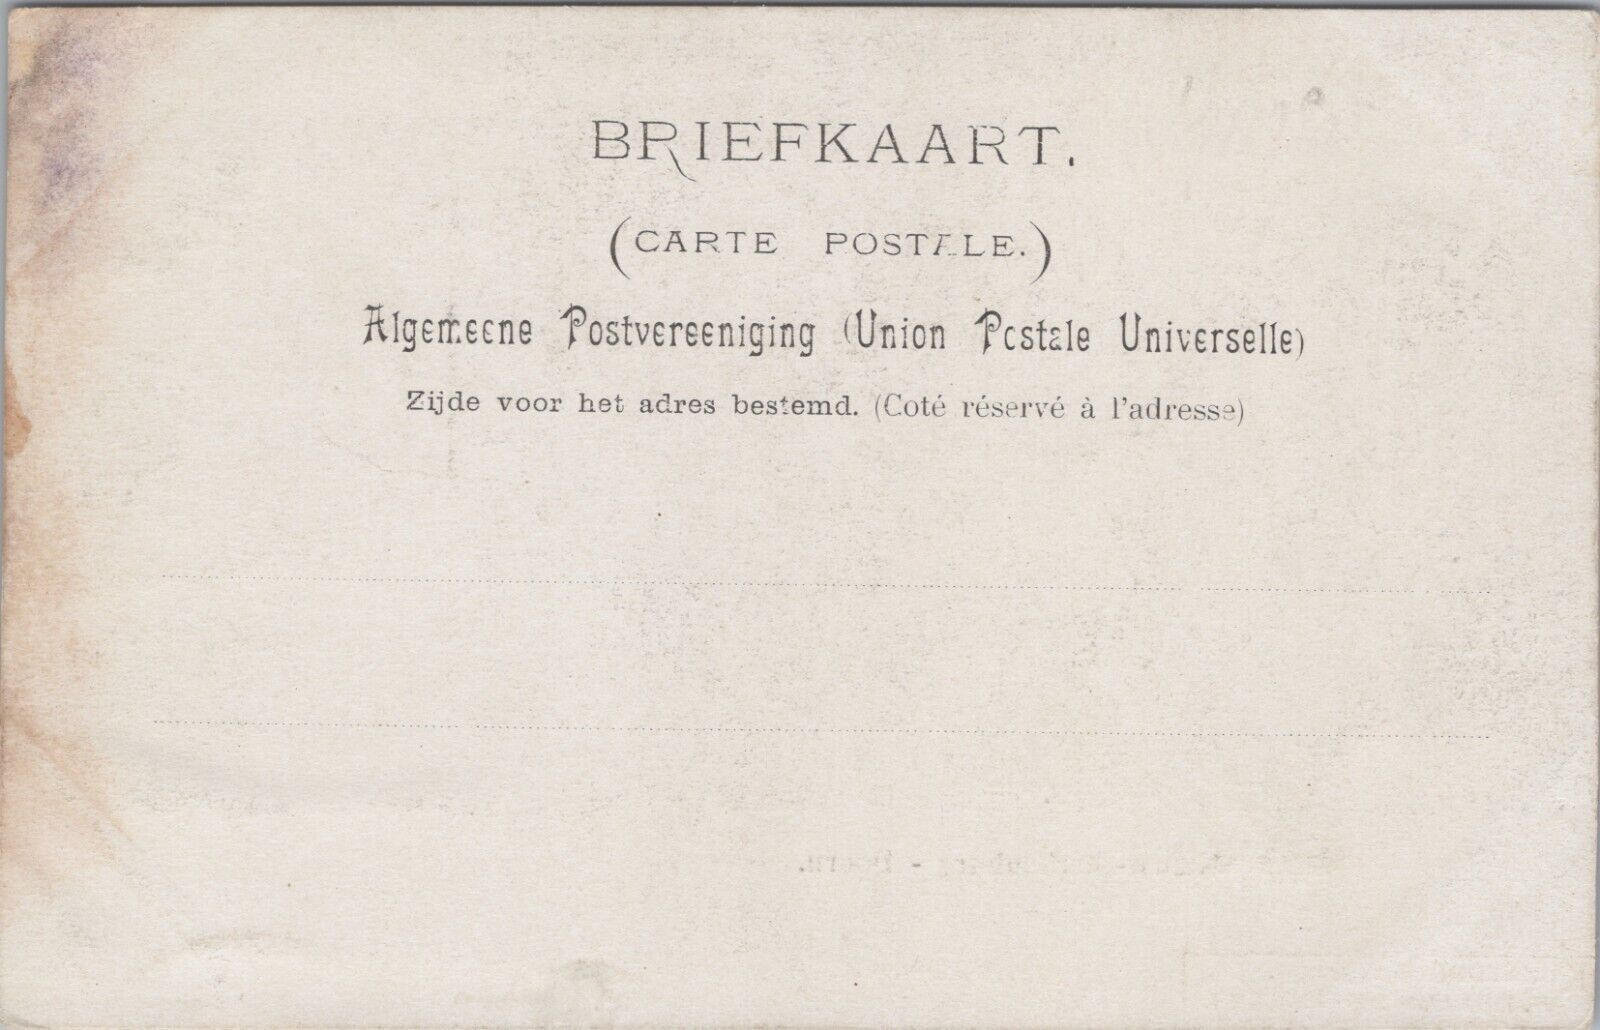 BRIEFKAART.
(CARTE POSTALE.)
Algemeene Postvereeniging (Union Postale Universelle)
Zijde voor het adres bestemd. (Coté réservé à l'adresse)